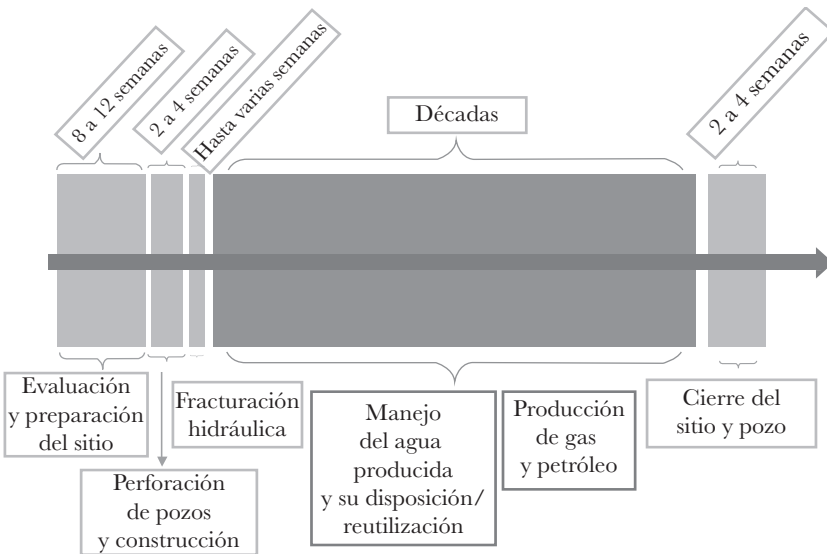 8 a 12 semanas
2 a 4 semanas
Hasta varias semanas
Décadas
2 a 4 semanas
Evaluación
y preparación
del sitio
Perforación
de pozos
y construcción
Fracturación
hidráulica
Manejo
del agua
producida
y su disposición/
reutilización
Producción
de gas
y petróleo
Cierre del
sitio y pozo